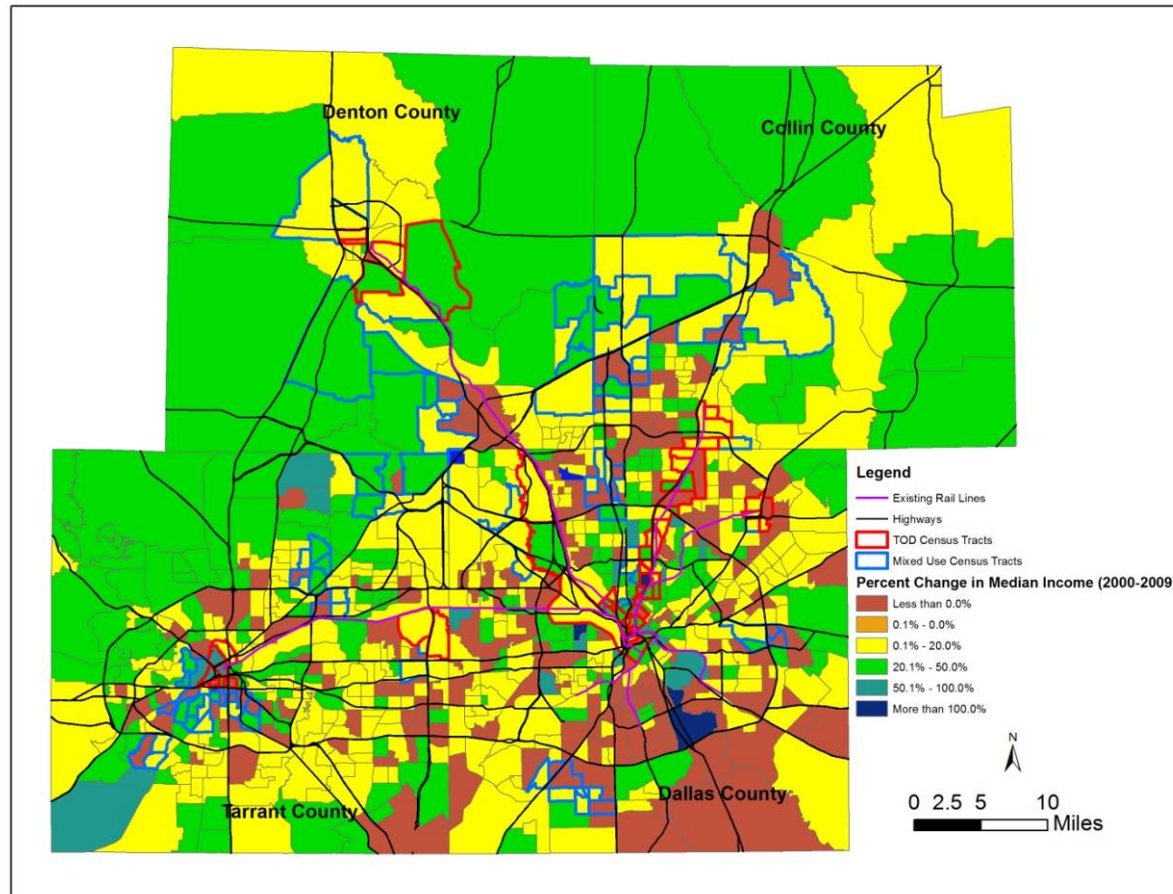 Denton County
Collin County
Legend
Existing Rail Lines
Highways
TOD Census Tracts
Mixed Use Census Tracts
Percent Change in Median Income (2000-2009
Less than 0.0%
0.1% - 0.0%
0.1% - 20.0%
20.1% - 50.0%
50.1% - 100.0%
More than 100.0%
N
Tarrant County
Dallas County
0 2.5 5 10
Miles